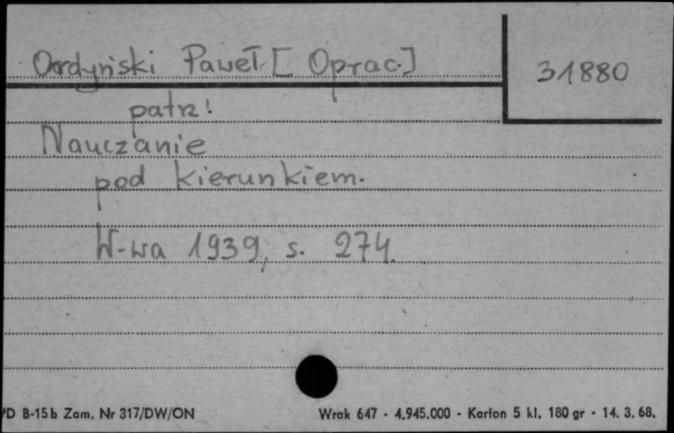 Ordyński Paweł [Oprac.]
31880
patrz!
Nauczanie
pod kierunkiem.
W-wa 1939, s. 274.
PD B-15b Zam. Nr 317/DW/ON
Wrak 647 - 4.945.000 - Karton 5 kl. 180 gr - 14. 3. 68.